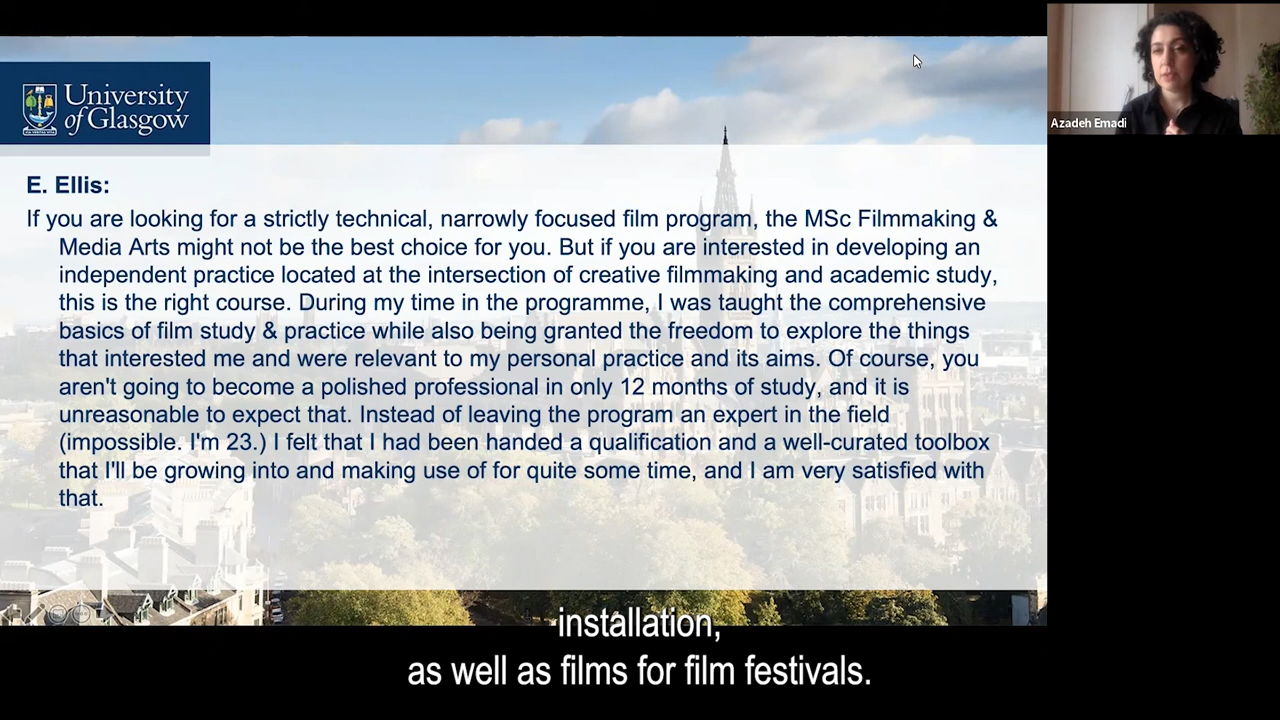 University
of Glasgow
Azadeh Emadi
E. Ellis:
If you are looking for a strictly technical, narrowly focused film program, the MSc Filmmaking &
Media Arts might not be the best choice for you. But if you are interested in developing an
independent practice located at the intersection of creative filmmaking and academic study,
this is the right course. During my time in the programme, I was taught the comprehensive
basics of film study & practice while also being granted the freedom to explore the things
that interested me and were relevant to my personal practice and its aims. Of course, you
aren't going to become a polished professional in only 12 months of study, and it is
unreasonable to expect that. Instead of leaving the program an expert in the field
(impossible. I'm 23.) I felt that I had been handed a qualification and a well-curated toolbox
that I'll be growing into and making use of for quite some time, and I am very satisfied with
that.
installation,
as well as films for film festivals.